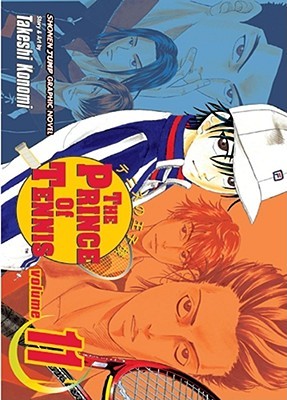 SHONEN JUMP GRAPHIC NOVEL
Story & Art by
Takeshi Konomi
THE
PRINCE
OF
TENNIS
volume
11